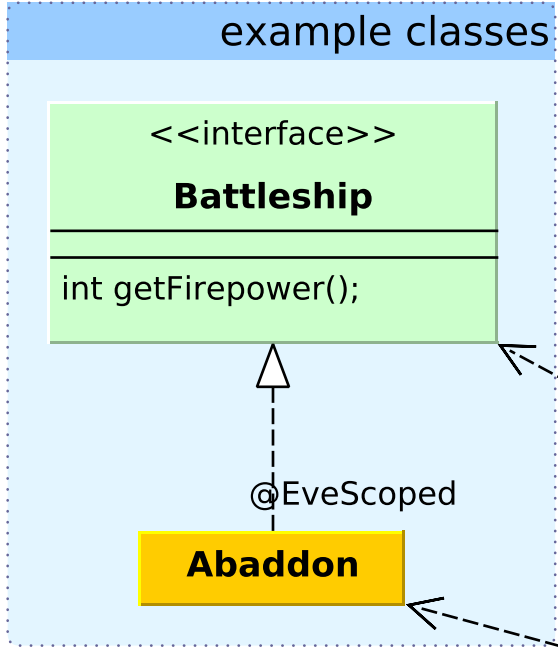 example classes
<<interface>>
Battleship
int getFirepower();
@EveScoped
Abaddon